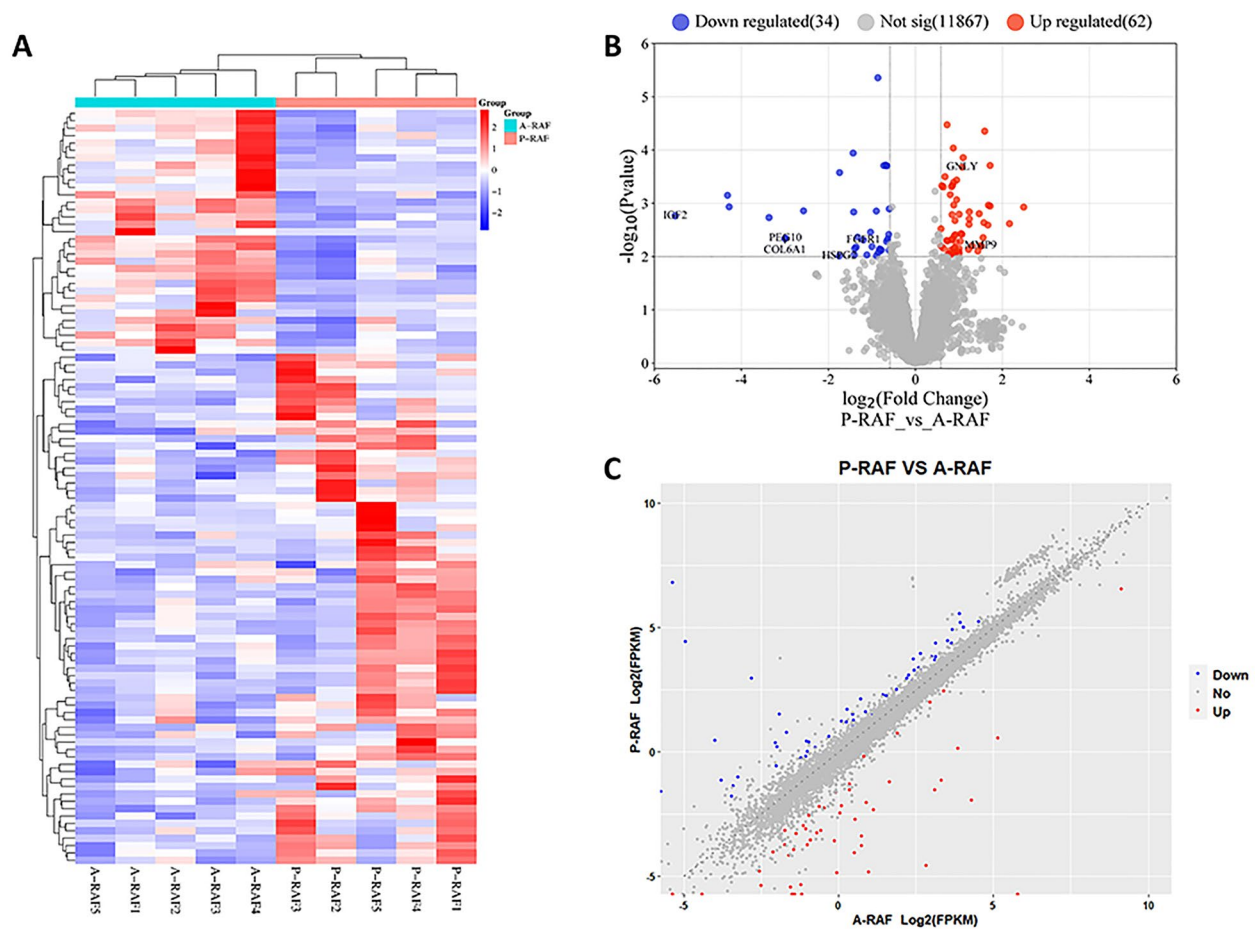 A
Group
Group
A-RAF
P-RAF
2
1
0
−1
−2
A-RAF5
A-RAF1
A-RAF2
A-RAF3
A-RAF4
P-RAF3
P-RAF2
P-RAF5
P-RAF4
P-RAF1
B
Down regulated(34) Not sig(11867) Up regulated(62)
-log10(Pvalue)
6
5
4
3
2
1
0
GNLY
IGF2
PEG10
COL6A1
MMP9
-6 -4 -2 0 2 4 6
log2(Fold Change)
P-RAF_vs_A-RAF
C
P-RAF VS A-RAF
P-RAF Log2(FPKM)
10
5
0
-5
-5 0 5 10
A-RAF Log2(FPKM)
Down
No
Up